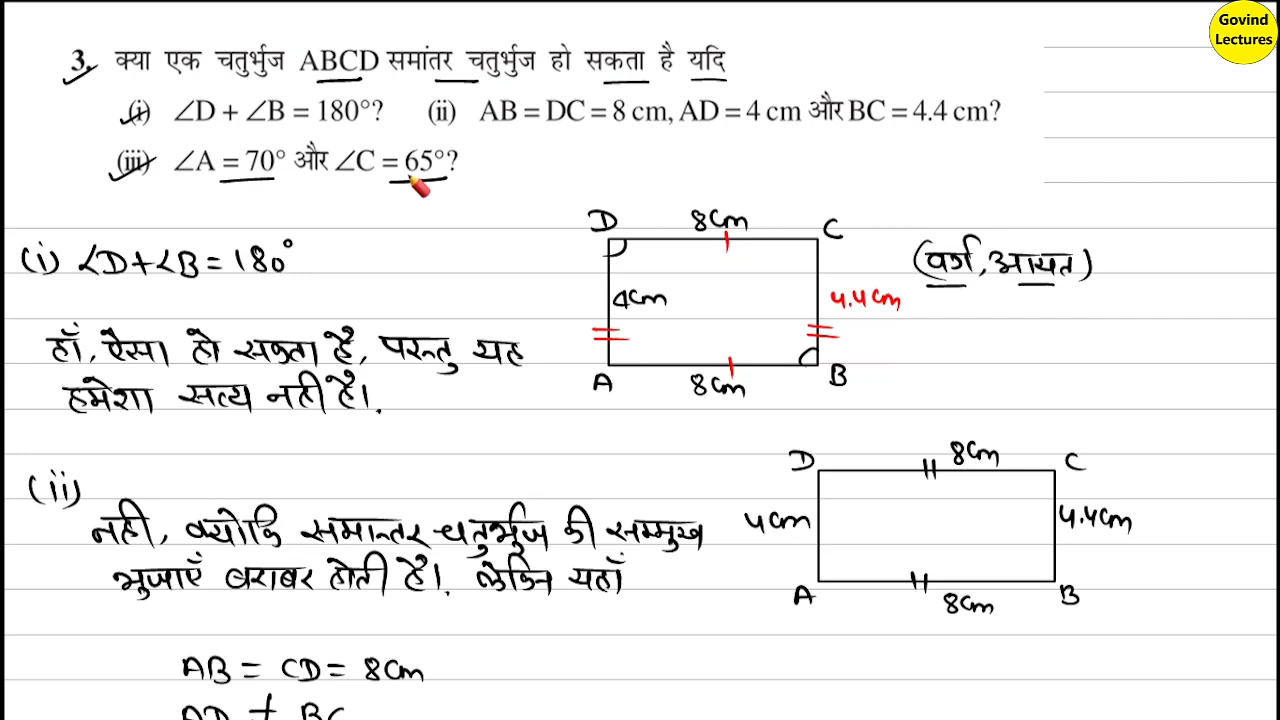 Govind
Lectures
3. क्या एक चतुर्भुज ABCD समांतर चतुर्भुज हो सकता है यदि
(i) ∠D + ∠B = 180°? (ii) AB = DC = 8 cm, AD = 4 cm और BC = 4.4 cm?
(iii) ∠A = 70° और ∠C = 65°?
(i) ∠D+∠B=180°
हाँ, ऐसा हो सकता है, परन्तु यह
हमेशा सत्य नही है।
D 8cm C
4cm 4.4cm
A 8cm B
(वर्ग, आयत)
(ii)
नही, क्योकि समान्तर चतुर्भुज की सम्मुख
भुजाएँ बराबर होती है। लेकिन यहाँ
D 8cm C
4cm 4.4cm
A 8cm B
AB = CD = 8cm
AD ≠ BC